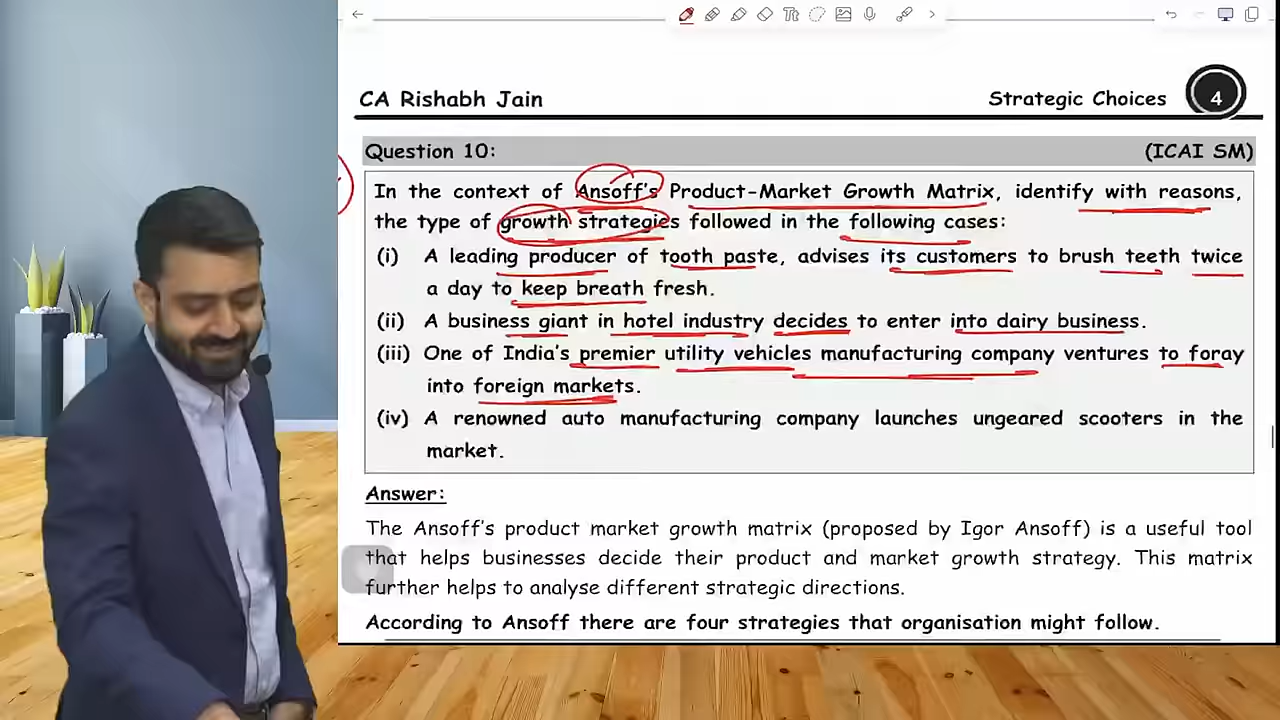 CA Rishabh Jain
Strategic Choices 4
Question 10: (ICAI SM)
In the context of Ansoff's Product-Market Growth Matrix, identify with reasons,
the type of growth strategies followed in the following cases:
(i) A leading producer of tooth paste, advises its customers to brush teeth twice
a day to keep breath fresh.
(ii) A business giant in hotel industry decides to enter into dairy business.
(iii) One of India's premier utility vehicles manufacturing company ventures to foray
into foreign markets.
(iv) A renowned auto manufacturing company launches ungeared scooters in the
market.
Answer:
The Ansoff's product market growth matrix (proposed by Igor Ansoff) is a useful tool
that helps businesses decide their product and market growth strategy. This matrix
further helps to analyse different strategic directions.
According to Ansoff there are four strategies that organisation might follow.